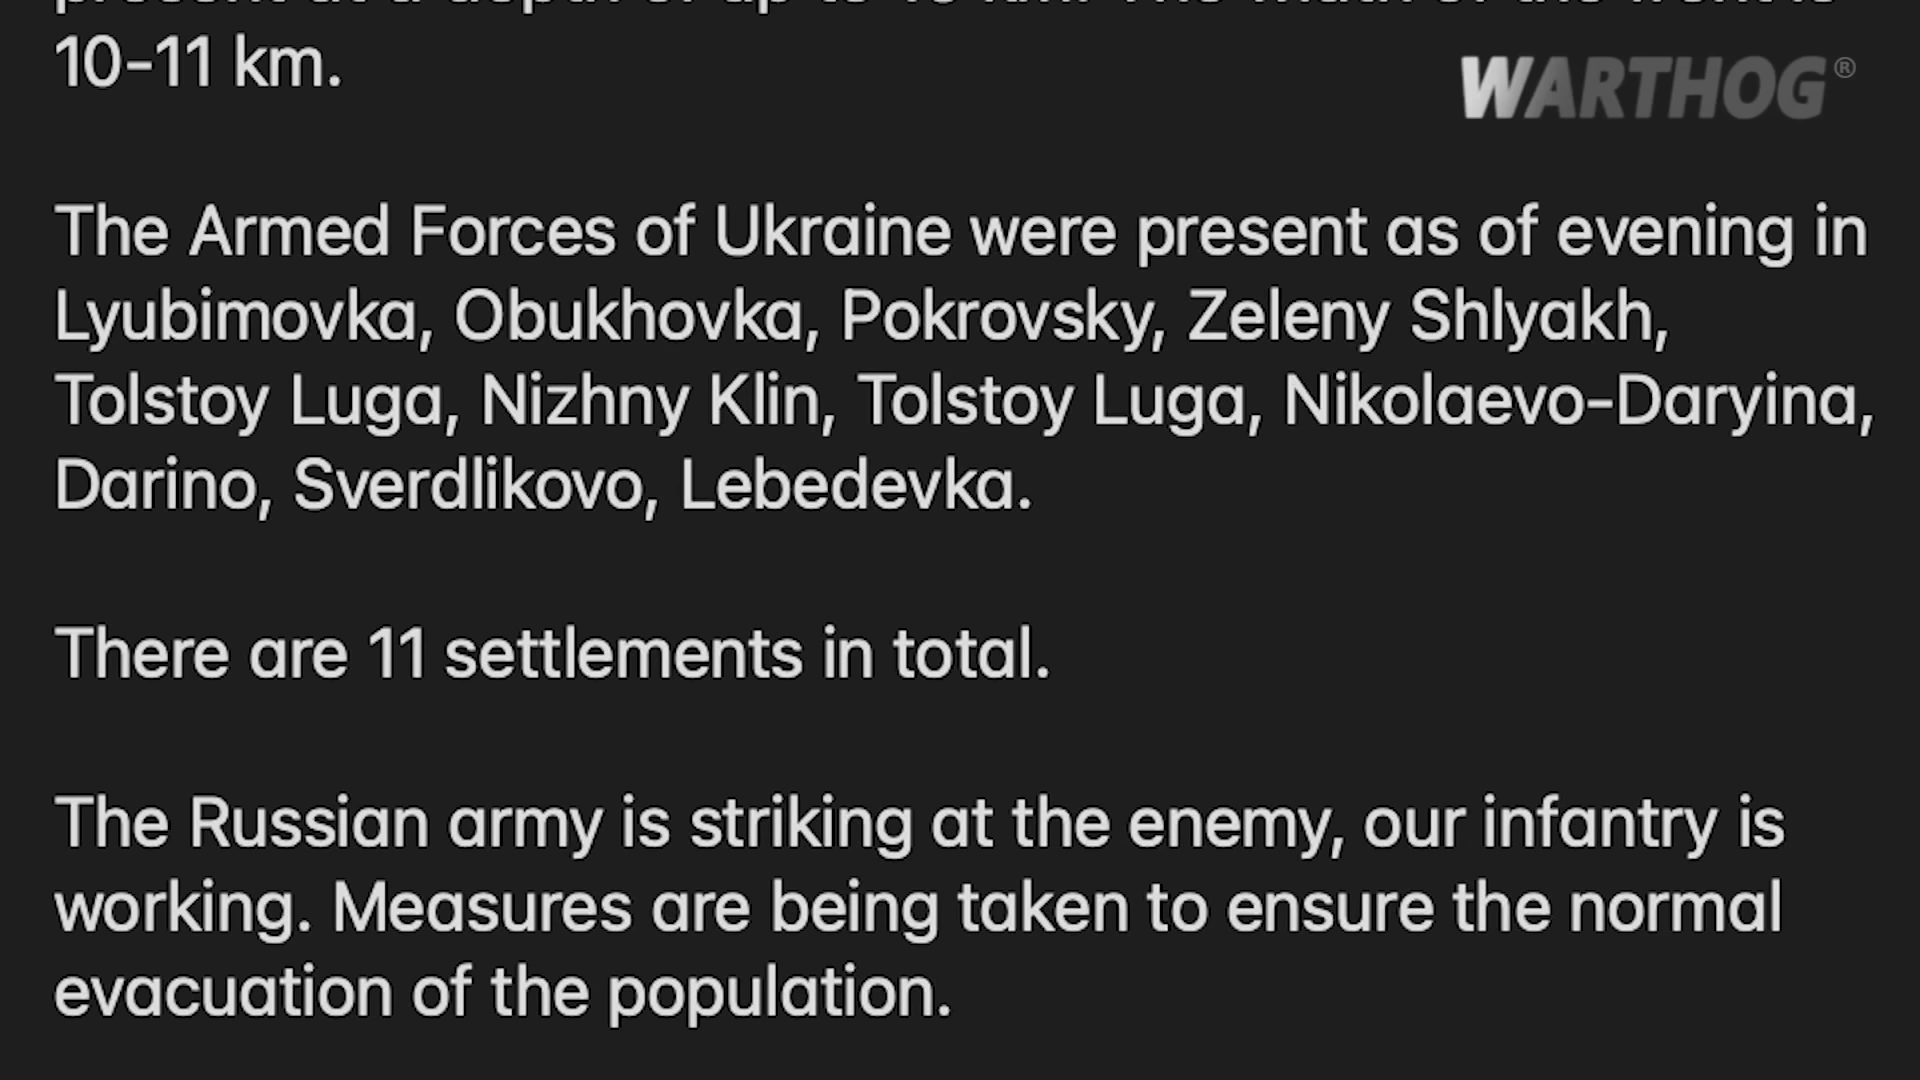 10-11 km.
WARTHOG®
The Armed Forces of Ukraine were present as of evening in
Lyubimovka, Obukhovka, Pokrovsky, Zeleny Shlyakh,
Tolstoy Luga, Nizhny Klin, Tolstoy Luga, Nikolaevo-Daryina,
Darino, Sverdlikovo, Lebedevka.
There are 11 settlements in total.
The Russian army is striking at the enemy, our infantry is
working. Measures are being taken to ensure the normal
evacuation of the population.